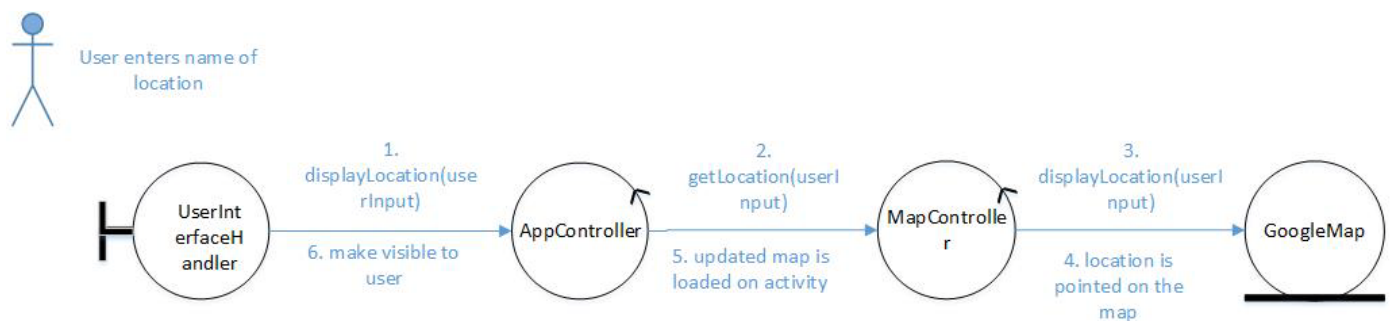 User enters name of
location
1.
displayLocation(use
rInput)
2.
getLocation(userI
nput)
3.
displayLocation(userI
nput)
UserInt
erfaceH
andler
AppController
MapControlle
r
GoogleMap
6. make visible to
user
5. updated map is
loaded on activity
4. location is
pointed on the
map